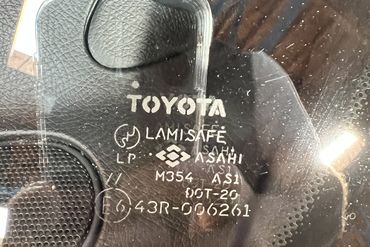 TOYOTA
LAMISAFE
LP ASAHI
// M354 AS1
DOT-20
E6 43R-006261